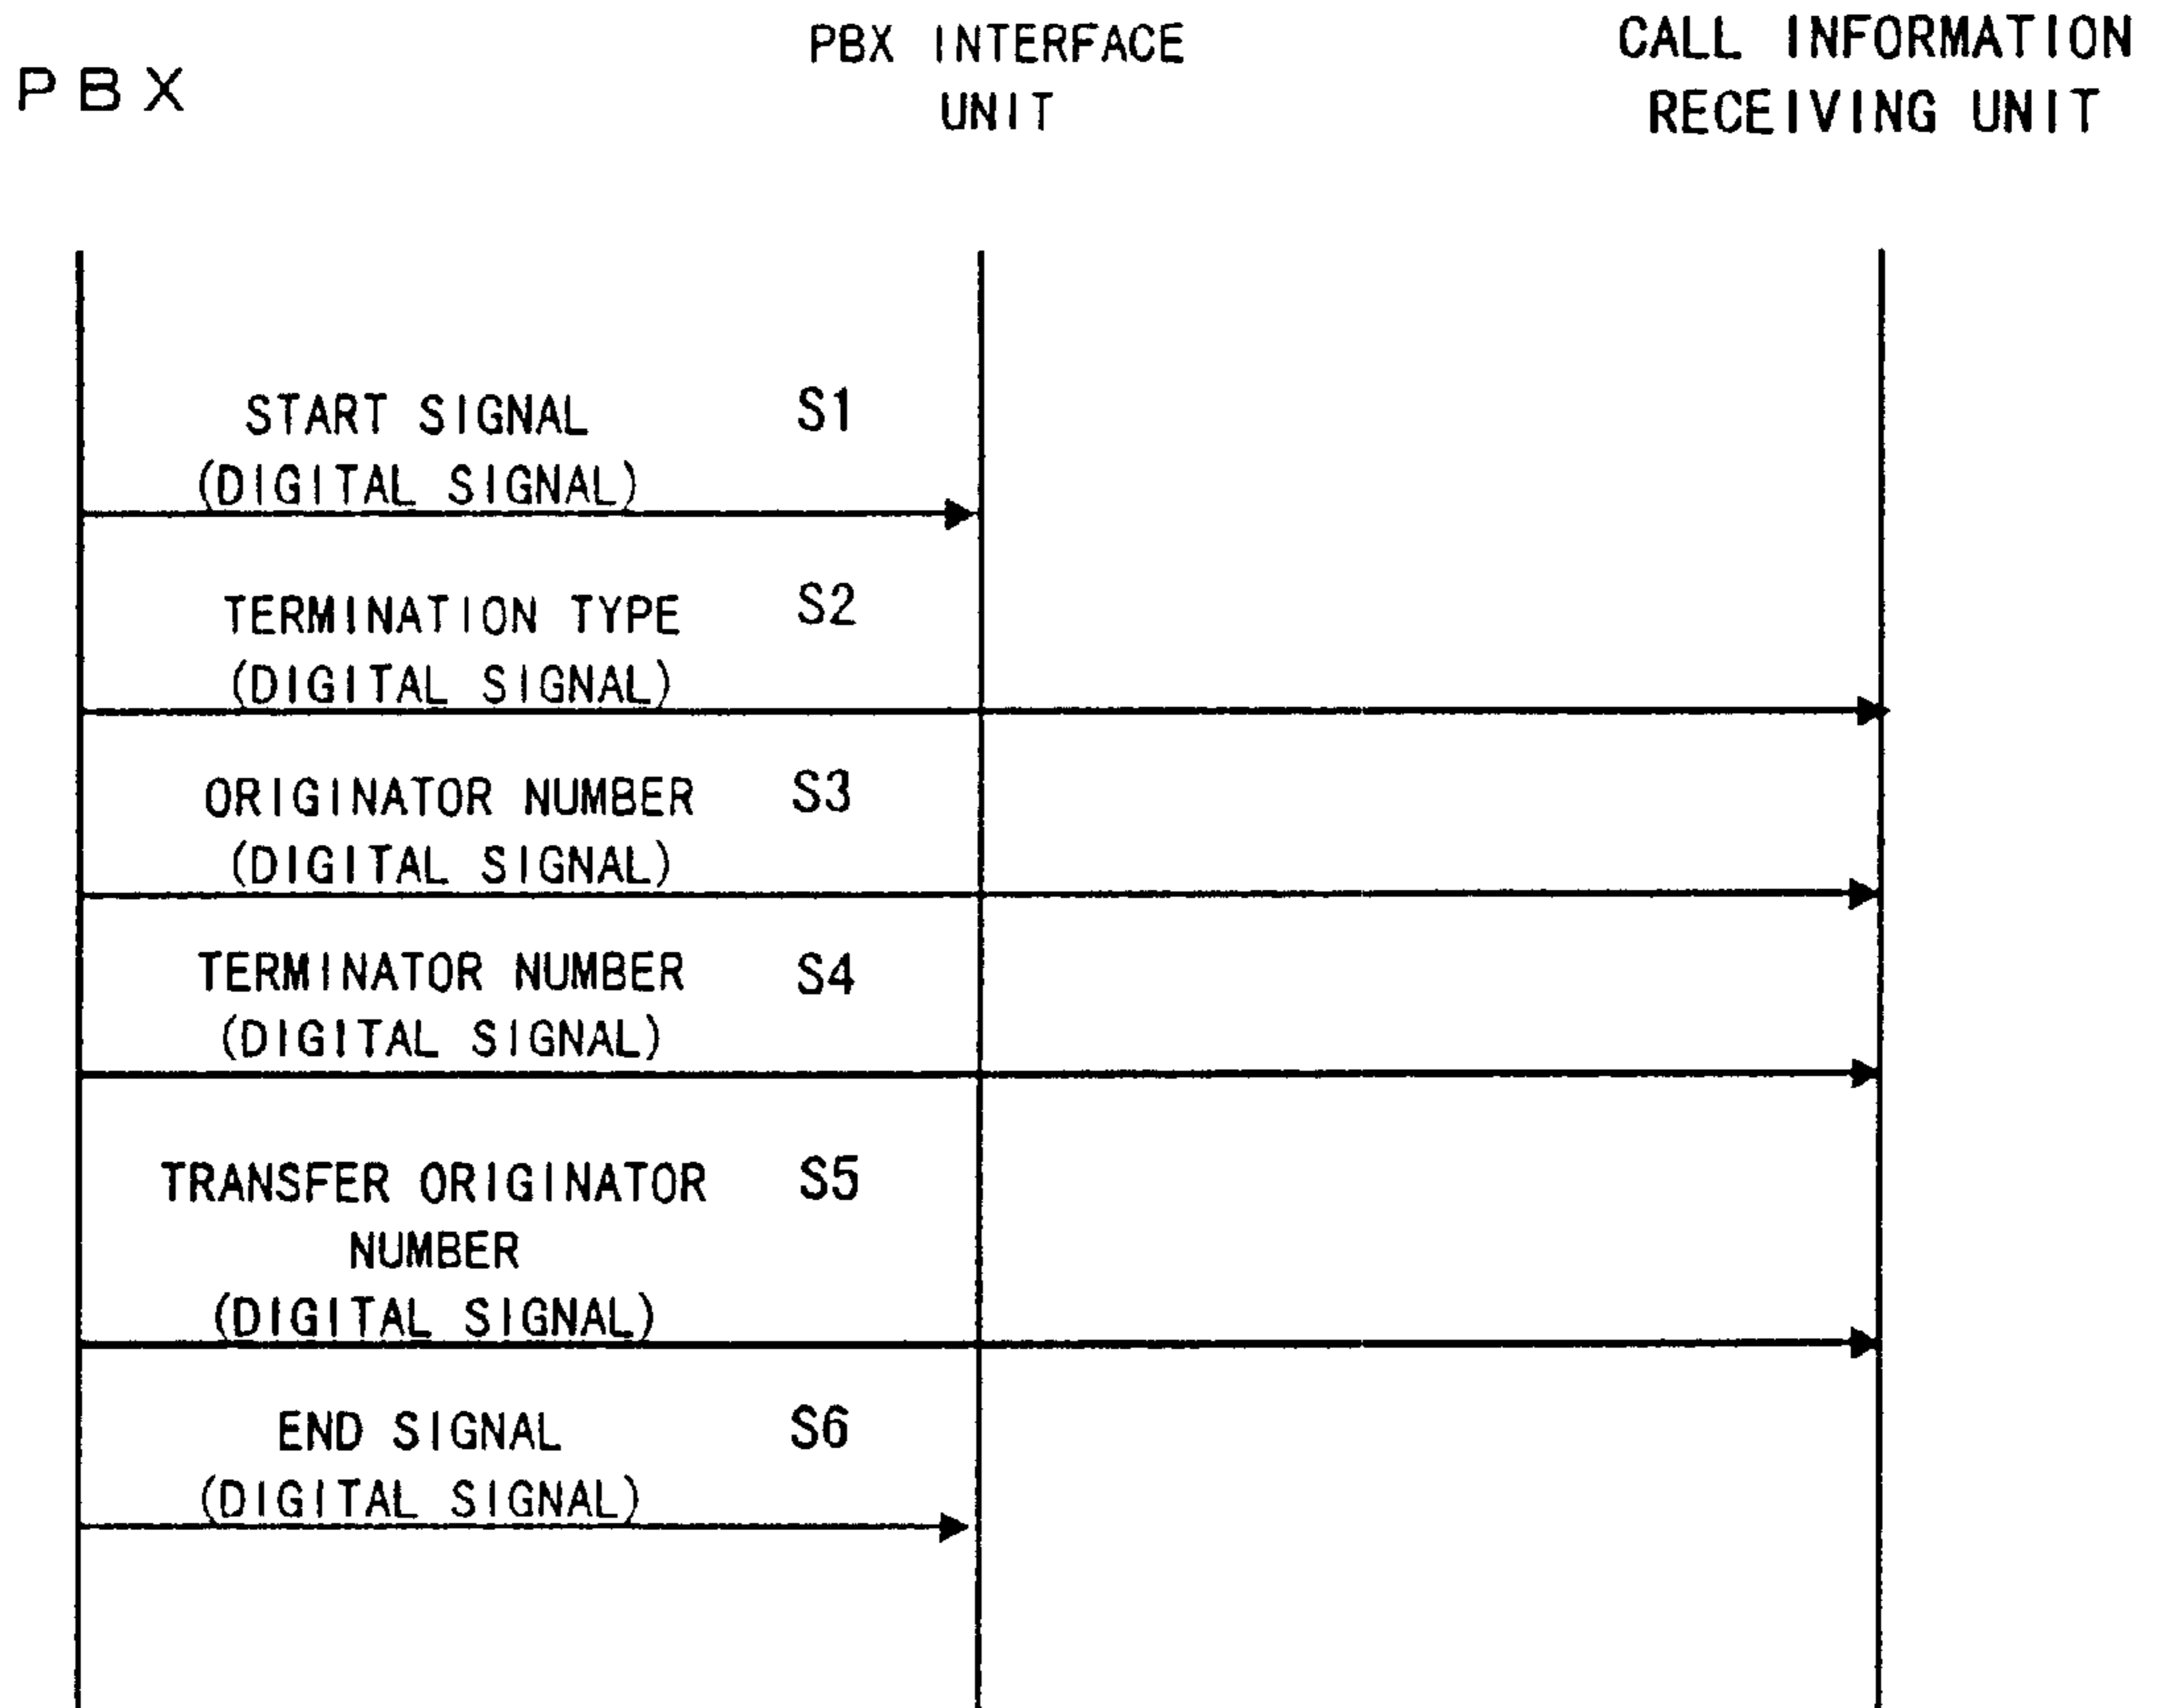 PBX
PBX INTERFACE
UNIT
CALL INFORMATION
RECEIVING UNIT
START SIGNAL S1
(DIGITAL SIGNAL)
TERMINATION TYPE S2
(DIGITAL SIGNAL)
ORIGINATOR NUMBER S3
(DIGITAL SIGNAL)
TERMINATOR NUMBER S4
(DIGITAL SIGNAL)
TRANSFER ORIGINATOR S5
NUMBER
(DIGITAL SIGNAL)
END SIGNAL S6
(DIGITAL SIGNAL)